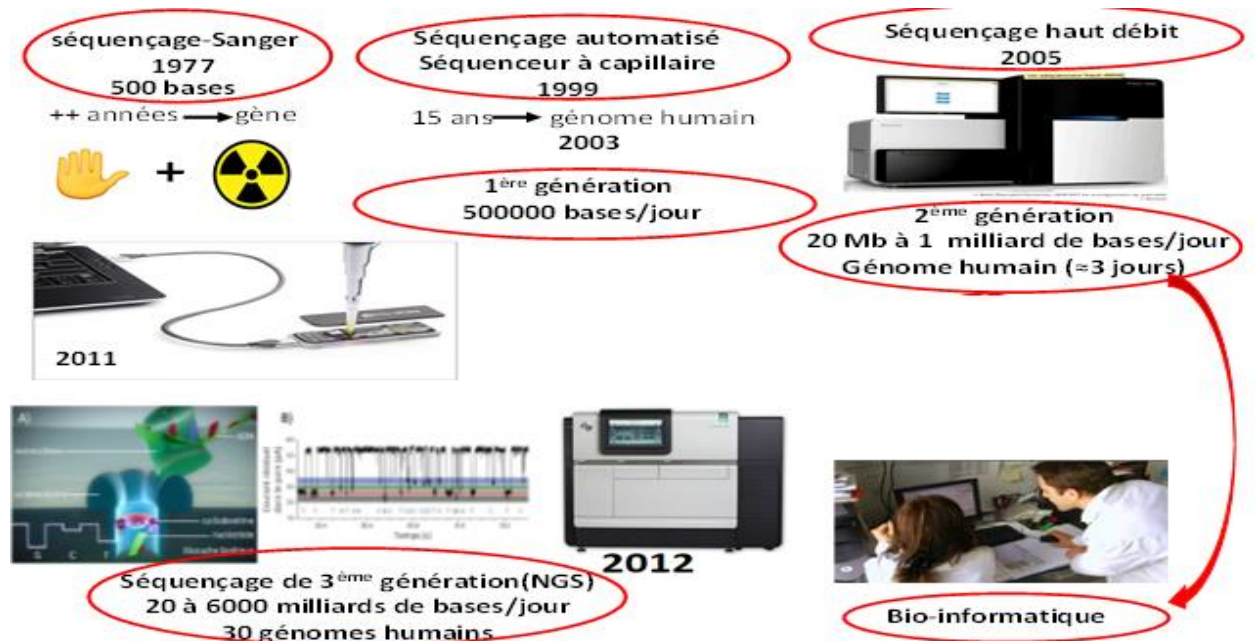 séquençage-Sanger
1977
500 bases
++ années → gène
Séquençage automatisé
Séquenceur à capillaire
1999
15 ans → génome humain
2003
1ère génération
500000 bases/jour
Séquençage haut débit
2005
2ème génération
20 Mb à 1 milliard de bases/jour
Génome humain (≈3 jours)
2011
A)
B)
G C T
Temps (s)
2012
Séquençage de 3ème génération(NGS)
20 à 6000 milliards de bases/jour
30 génomes humains
Bio-informatique